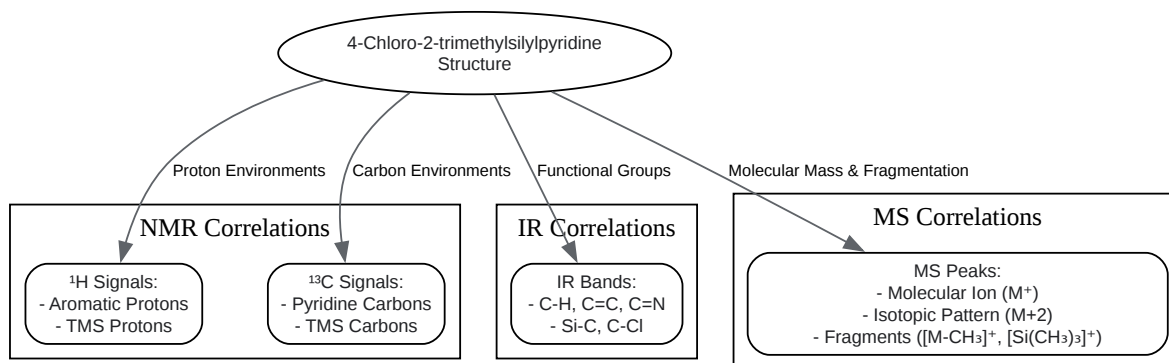 4-Chloro-2-trimethylsilylpyridine
Structure
Proton Environments
Carbon Environments
Functional Groups
Molecular Mass & Fragmentation
NMR Correlations
¹H Signals:
- Aromatic Protons
- TMS Protons
¹³C Signals:
- Pyridine Carbons
- TMS Carbons
IR Correlations
IR Bands:
- C-H, C=C, C=N
- Si-C, C-Cl
MS Correlations
MS Peaks:
- Molecular Ion (M⁺)
- Isotopic Pattern (M+2)
- Fragments ([M-CH₃]⁺, [Si(CH₃)₃]⁺)